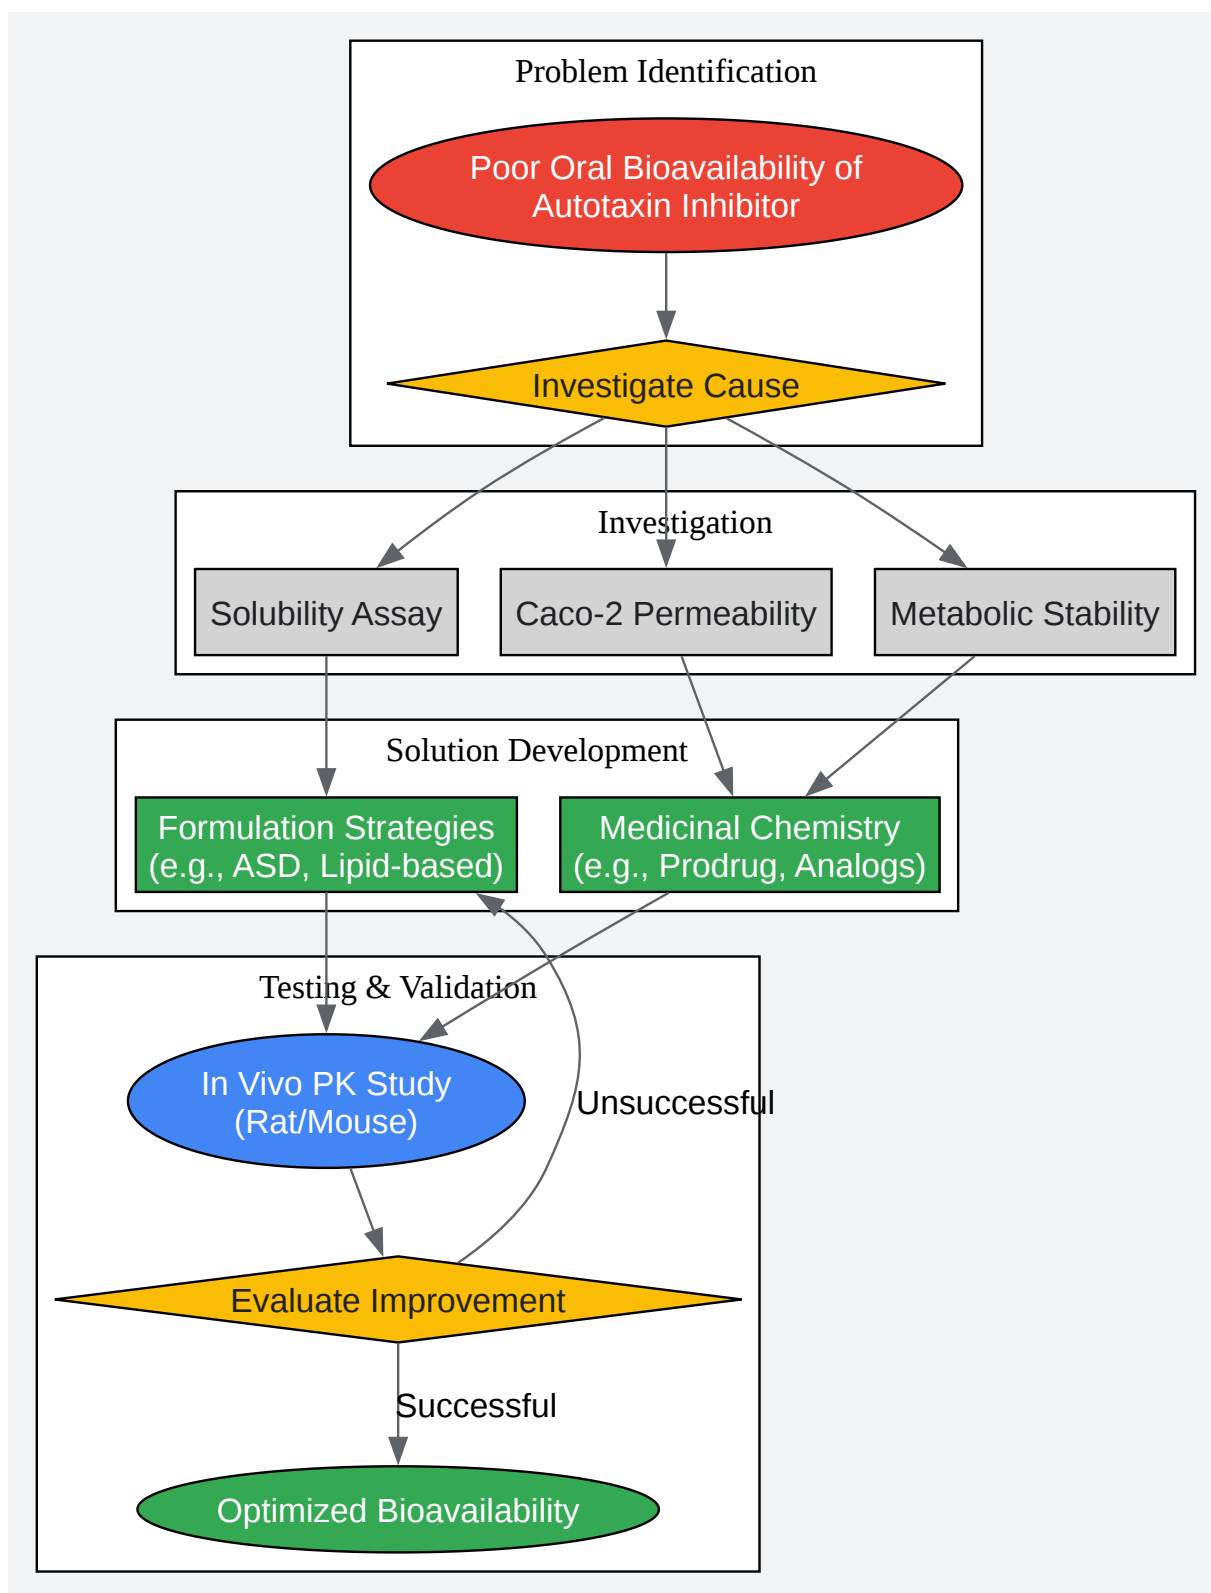 Problem Identification
Poor Oral Bioavailability of
Autotaxin Inhibitor
Investigate Cause
Investigation
Solubility Assay
Caco-2 Permeability
Metabolic Stability
Solution Development
Formulation Strategies
(e.g., ASD, Lipid-based)
Medicinal Chemistry
(e.g., Prodrug, Analogs)
Testing & Validation
In Vivo PK Study
(Rat/Mouse)
Unsuccessful
Evaluate Improvement
Successful
Optimized Bioavailability